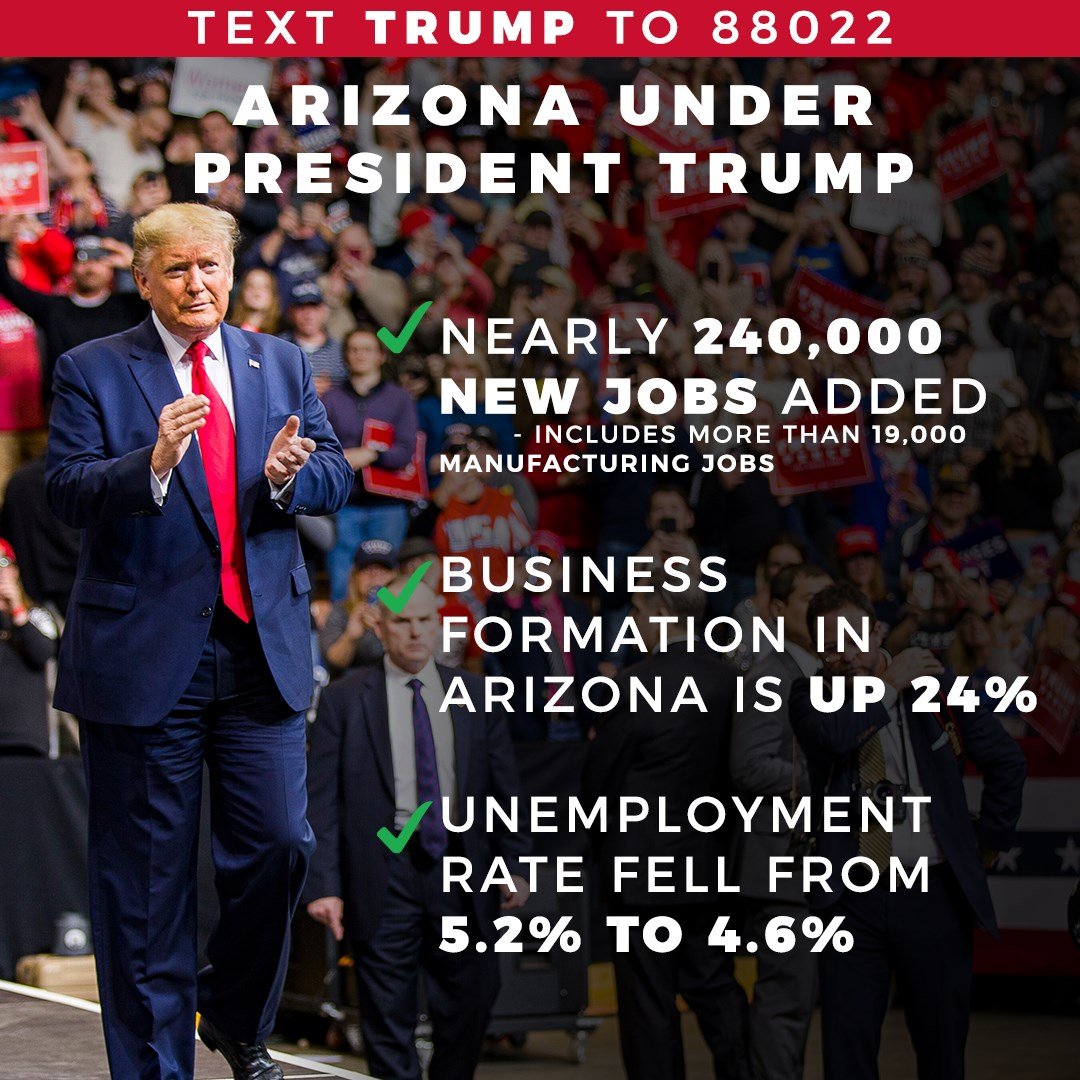 TEXT TRUMP TO 88022
ARIZONA UNDER
PRESIDENT TRUMP
NEARLY 240,000
NEW JOBS ADDED
- INCLUDES MORE THAN 19,000
MANUFACTURING JOBS
BUSINESS
FORMATION IN
ARIZONA IS UP 24%
UNEMPLOYMENT
RATE FELL FROM
5.2% TO 4.6%
USA